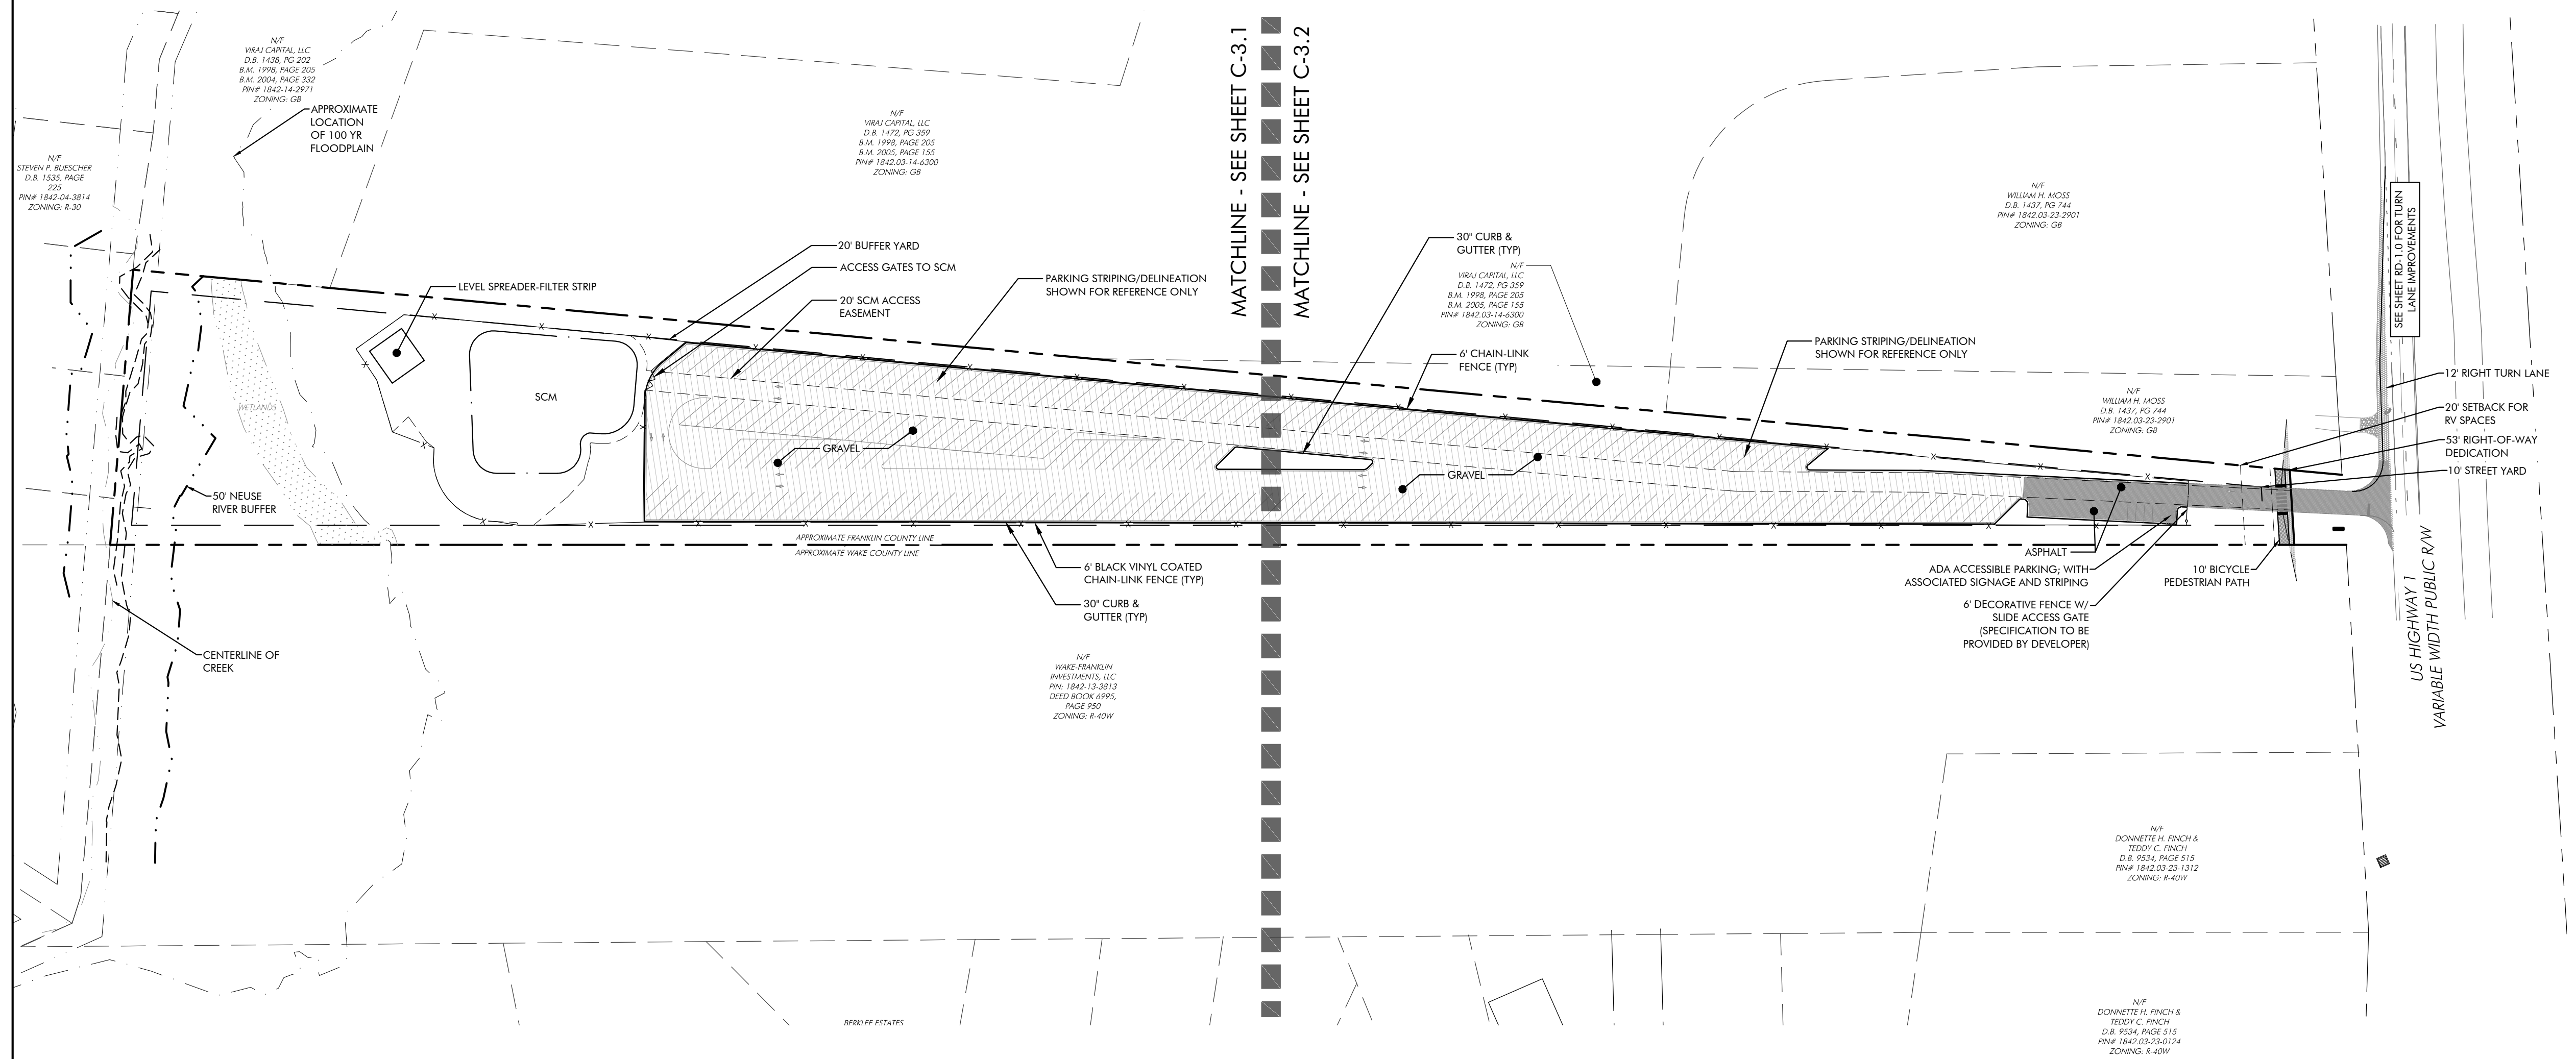 N/F
VIRAJ CAPITAL, LLC
D.B. 1438, PG 202
B.M. 1998, PAGE 205
B.M. 2004, PAGE 332
PIN# 1842-14-2971
ZONING: GB
APPROXIMATE
LOCATION
OF 100 YR
FLOODPLAIN
N/F
STEVEN P. BUESCHER
D.B. 1535, PAGE
225
PIN# 1842-04-3814
ZONING: R-30
N/F
VIRAJ CAPITAL, LLC
D.B. 1472, PG 359
B.M. 1998, PAGE 205
B.M. 2005, PAGE 155
PIN# 1842.03-14-6300
ZONING: GB
MATCHLINE - SEE SHEET C-3.1
MATCHLINE - SEE SHEET C-3.2
N/F
WILLIAM H. MOSS
D.B. 1437, PG 744
PIN# 1842.03-23-2901
ZONING: GB
SEE SHEET RD-1.0 FOR TURN
LANE IMPROVEMENTS
20' BUFFER YARD
ACCESS GATES TO SCM
LEVEL SPREADER-FILTER STRIP
20' SCM ACCESS
EASEMENT
PARKING STRIPING/DELINEATION
SHOWN FOR REFERENCE ONLY
30" CURB &
GUTTER (TYP)
N/F
VIRAJ CAPITAL, LLC
D.B. 1472, PG 359
B.M. 1998, PAGE 205
B.M. 2005, PAGE 155
PIN# 1842.03-14-6300
ZONING: GB
6' CHAIN-LINK
FENCE (TYP)
PARKING STRIPING/DELINEATION
SHOWN FOR REFERENCE ONLY
N/F
WILLIAM H. MOSS
D.B. 1437, PG 744
PIN# 1842.03-23-2901
ZONING: GB
12' RIGHT TURN LANE
20' SETBACK FOR
RV SPACES
53' RIGHT-OF-WAY
DEDICATION
10' STREET YARD
SCM
WETLANDS
GRAVEL
GRAVEL
50' NEUSE
RIVER BUFFER
APPROXIMATE FRANKLIN COUNTY LINE
APPROXIMATE WAKE COUNTY LINE
6' BLACK VINYL COATED
CHAIN-LINK FENCE (TYP)
30" CURB &
GUTTER (TYP)
ASPHALT
ADA ACCESSIBLE PARKING; WITH
ASSOCIATED SIGNAGE AND STRIPING
6' DECORATIVE FENCE W/
SLIDE ACCESS GATE
(SPECIFICATION TO BE
PROVIDED BY DEVELOPER)
10' BICYCLE
PEDESTRIAN PATH
US HIGHWAY 1
VARIABLE WIDTH PUBLIC R/W
CENTERLINE OF
CREEK
N/F
WAKE-FRANKLIN
INVESTMENTS, LLC
PIN: 1842-13-3813
DEED BOOK 6995,
PAGE 950
ZONING: R-40W
N/F
DONNETTE H. FINCH &
TEDDY C. FINCH
D.B. 9534, PAGE 515
PIN# 1842.03-23-1312
ZONING: R-40W
BERKLEE ESTATES
N/F
DONNETTE H. FINCH &
TEDDY C. FINCH
D.B. 9534, PAGE 515
PIN# 1842.03-23-0124
ZONING: R-40W